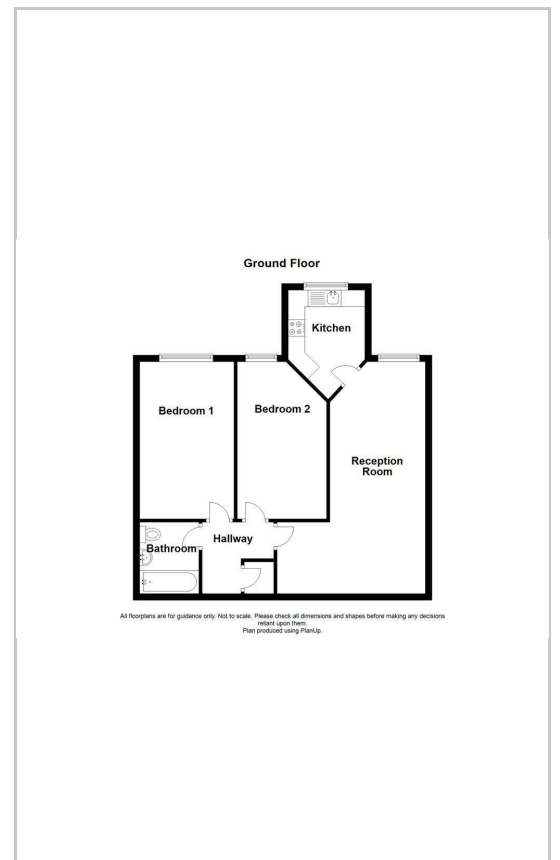 Ground Floor
Kitchen
Bedroom 1
Bedroom 2
Reception
Room
Hallway
Bathroom
All floorplans are for guidance only. Not to scale. Please check all dimensions and shapes before making any decisions
reliant upon them.
Plan produced using PlanUp.